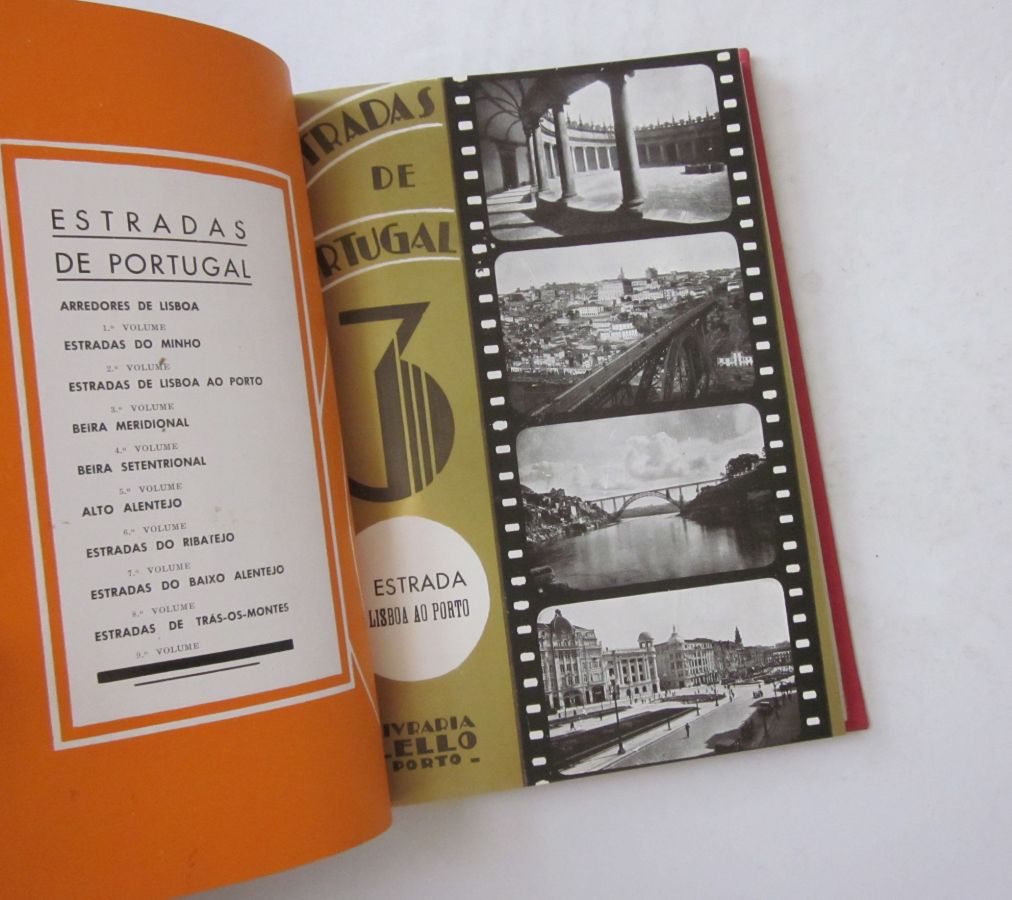 ESTRADAS
DE PORTUGAL
ARREDORES DE LISBOA
1.º VOLUME
ESTRADAS DO MINHO
2.º VOLUME
ESTRADAS DE LISBOA AO PORTO
3.º VOLUME
BEIRA MERIDIONAL
4.º VOLUME
BEIRA SETENTRIONAL
5.º VOLUME
ALTO ALENTEJO
6.º VOLUME
ESTRADAS DO RIBATEJO
7.º VOLUME
ESTRADAS DO BAIXO ALENTEJO
8.º VOLUME
ESTRADAS DE TRÁS-OS-MONTES
9.º VOLUME
TRADAS
DE
RTUGAL
3
ESTRADA
LISBOA AO PORTO
IVRARIA
LELLO
PORTO -